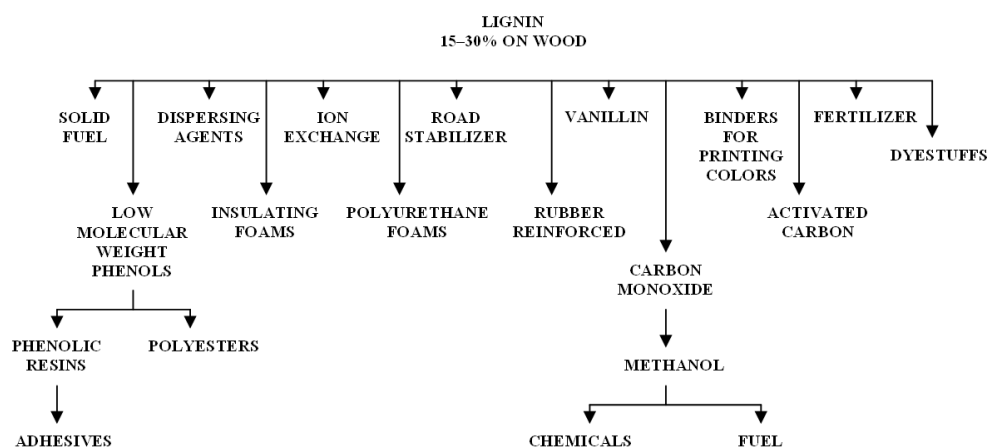 LIGNIN
15–30% ON WOOD
SOLID
FUEL
DISPERSING
AGENTS
ION
EXCHANGE
ROAD
STABILIZER
VANILLIN
BINDERS
FOR
PRINTING
COLORS
FERTILIZER
DYESTUFFS
LOW
MOLECULAR
WEIGHT
PHENOLS
INSULATING
FOAMS
POLYURETHANE
FOAMS
RUBBER
REINFORCED
ACTIVATED
CARBON
CARBON
MONOXIDE
PHENOLIC
RESINS
POLYESTERS
METHANOL
ADHESIVES
CHEMICALS
FUEL